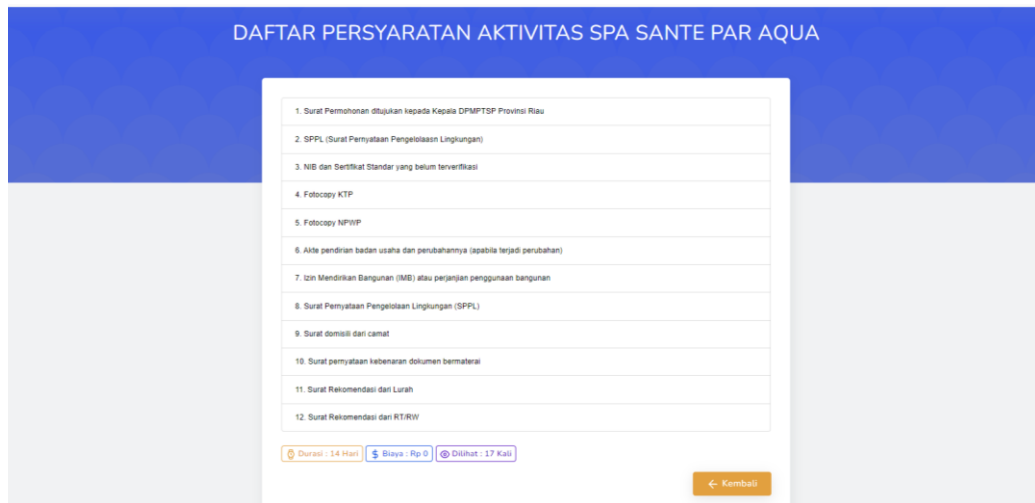 DAFTAR PERSYARATAN AKTIVITAS SPA SANTE PAR AQUA
1. Surat Permohonan ditujukan kepada Kepala DPMPTSP Provinsi Riau
2. SPPL (Surat Pernyataan Pengelolaasn Lingkungan)
3. NIB dan Sertifikat Standar yang belum terverifikasi
4. Fotocopy KTP
5. Fotocopy NPWP
6. Akte pendirian badan usaha dan perubahannya (apabila terjadi perubahan)
7. Izin Mendirikan Bangunan (IMB) atau perjanjian penggunaan bangunan
8. Surat Pernyataan Pengelolaan Lingkungan (SPPL)
9. Surat domisili dari camat
10. Surat pernyataan kebenaran dokumen bermaterai
11. Surat Rekomendasi dari Lurah
12. Surat Rekomendasi dari RT/RW
Durasi : 14 Hari $ Biaya : Rp 0 Dilihat : 17 Kali
← Kembali